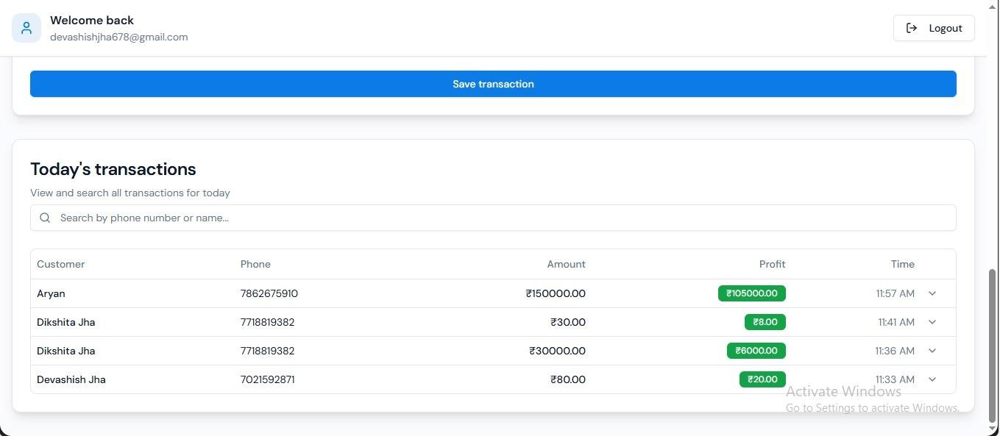 Welcome back
devashishjha678@gmail.com
Logout
Save transaction
Today's transactions
View and search all transactions for today
Search by phone number or name...
Customer Phone Amount Profit Time
Aryan 7862675910 ₹150000.00 ₹105000.00 11:57 AM
Dikshita Jha 7718819382 ₹30.00 ₹8.00 11:41 AM
Dikshita Jha 7718819382 ₹30000.00 ₹6000.00 11:36 AM
Devashish Jha 7021592871 ₹80.00 ₹20.00 11:33 AM
Activate Windows
Go to Settings to activate Windows.